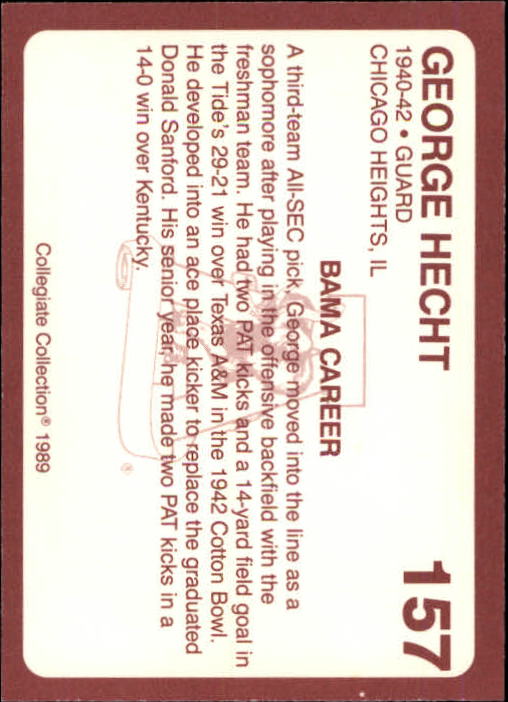 GEORGE HECHT 157
1940-42 • GUARD
CHICAGO HEIGHTS, IL
BAMA CAREER
A third-team All-SEC pick, George moved into the line as a
sophomore after playing in the offensive backfield with the
freshman team. He had two PAT kicks and a 14-yard field goal in
the Tide's 29-21 win over Texas A&M in the 1942 Cotton Bowl.
He developed into an ace place kicker to replace the graduated
Donald Sanford. His senior year, he made two PAT kicks in a
14-0 win over Kentucky.
®
Collegiate Collection® 1989